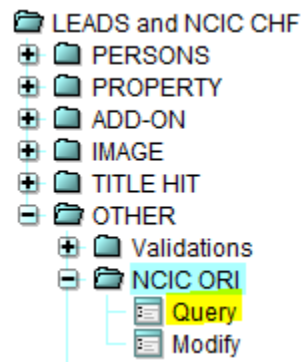 LEADS and NCIC CHF
PERSONS
PROPERTY
ADD-ON
IMAGE
TITLE HIT
OTHER
Validations
NCIC ORI
Query
Modify